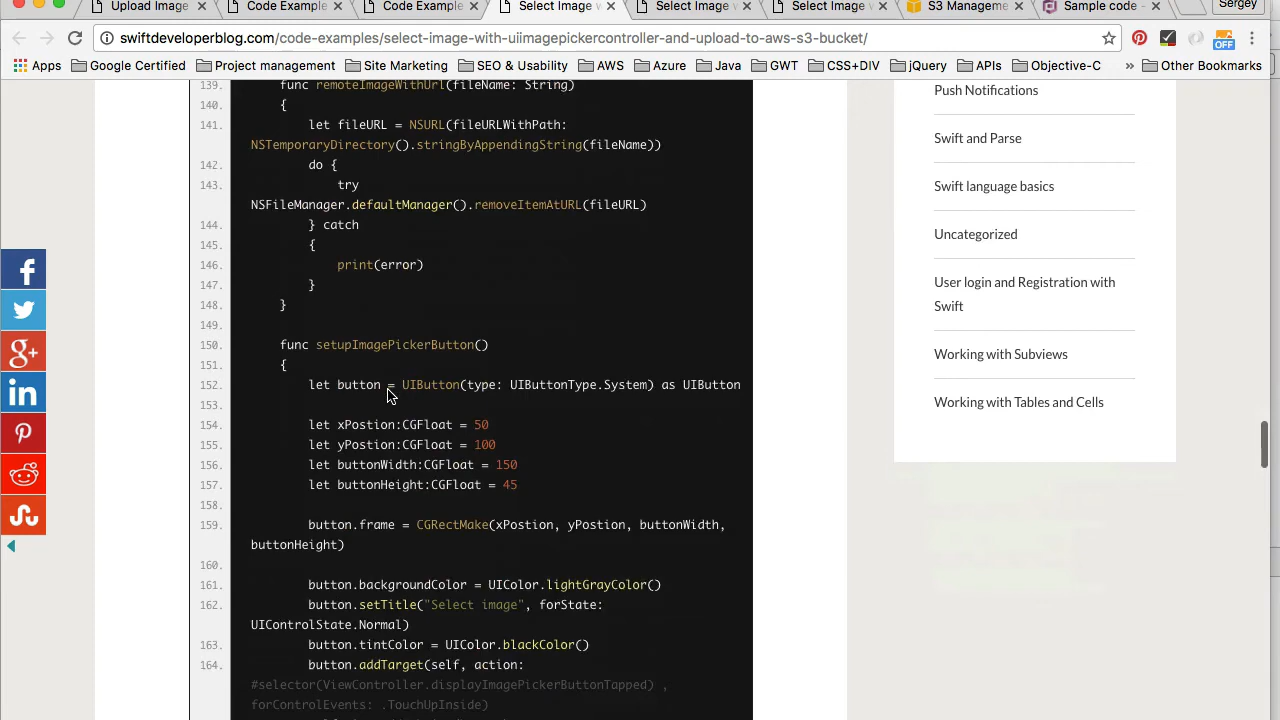 Upload Image
Code Example
Code Example
Select Image w
Select Image w
Select Image w
S3 Manageme
Sample code -
Sergey
swiftdeveloperblog.com/code-examples/select-image-with-uiimagepickercontroller-and-upload-to-aws-s3-bucket/
OFF
Apps
Google Certified
Project management
Site Marketing
SEO & Usability
AWS
Azure
Java
GWT
CSS+DIV
jQuery
APIs
Objective-C
»
Other Bookmarks
139. func remoteImageWithUrl(fileName: String)
140. {
141. let fileURL = NSURL(fileURLWithPath:
NSTemporaryDirectory().stringByAppendingString(fileName))
142. do {
143. try
NSFileManager.defaultManager().removeItemAtURL(fileURL)
144. } catch
145. {
146. print(error)
147. }
148. }
149.
150. func setupImagePickerButton()
151. {
152. let button = UIButton(type: UIButtonType.System) as UIButton
153.
154. let xPostion:CGFloat = 50
155. let yPostion:CGFloat = 100
156. let buttonWidth:CGFloat = 150
157. let buttonHeight:CGFloat = 45
158.
159. button.frame = CGRectMake(xPostion, yPostion, buttonWidth,
buttonHeight)
160.
161. button.backgroundColor = UIColor.lightGrayColor()
162. button.setTitle("Select image", forState:
UIControlState.Normal)
163. button.tintColor = UIColor.blackColor()
164. button.addTarget(self, action:
#selector(ViewController.displayImagePickerButtonTapped) ,
forControlEvents: .TouchUpInside)
Push Notifications
Swift and Parse
Swift language basics
Uncategorized
User login and Registration with
Swift
Working with Subviews
Working with Tables and Cells